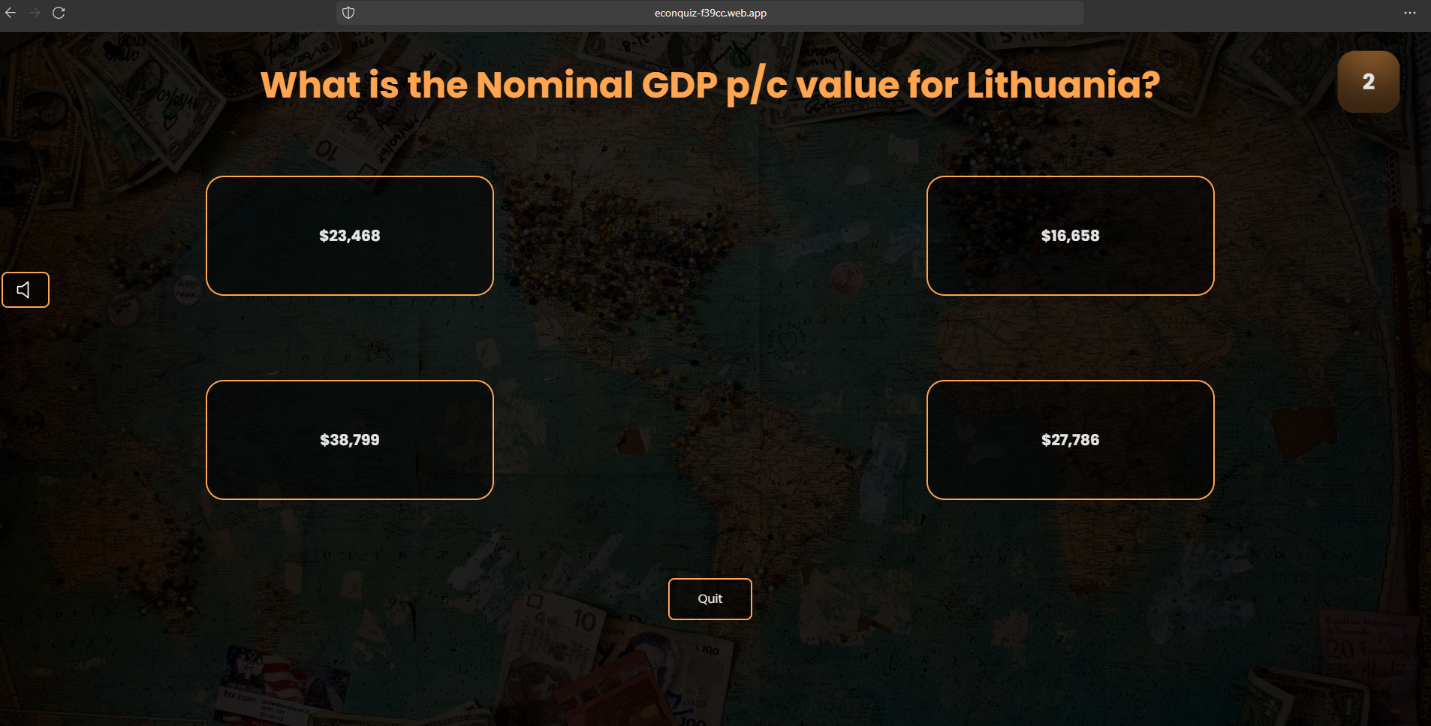 econquiz-f39cc.web.app
What is the Nominal GDP p/c value for Lithuania?
2
$23,468
$16,658
$38,799
$27,786
Quit